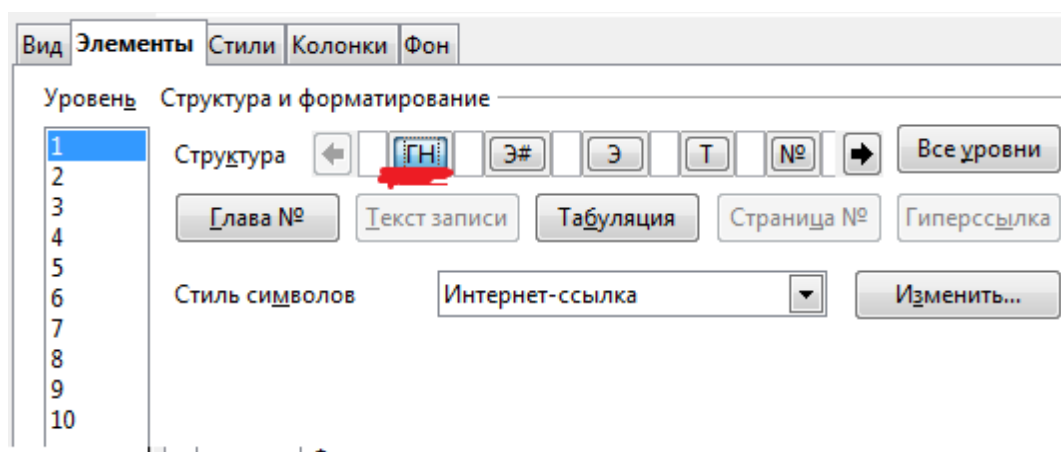 Вид Элементы Стили Колонки Фон
Уровень Структура и форматирование
1
Структура ГН Э# Э Т № Все уровни
2
3
Глава № Текст записи Табуляция Страница № Гиперссылка
4
5
6
Стиль символов Интернет-ссылка Изменить...
7
8
9
10